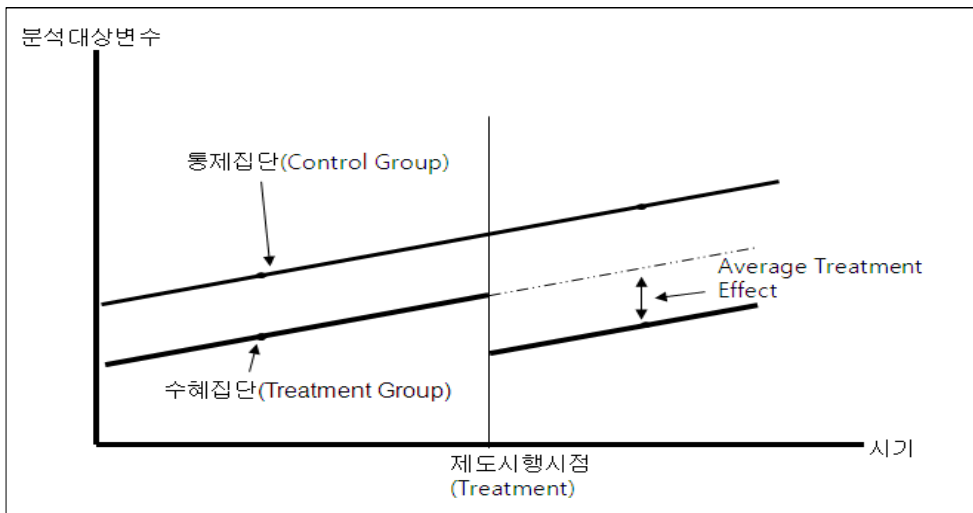 분석대상변수
통제집단(Control Group)
Average Treatment
Effect
수혜집단(Treatment Group)
시기
제도시행시점
(Treatment)